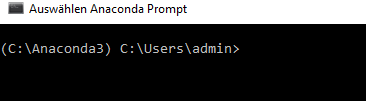 Auswählen Anaconda Prompt
(C:\Anaconda3) C:\Users\admin>